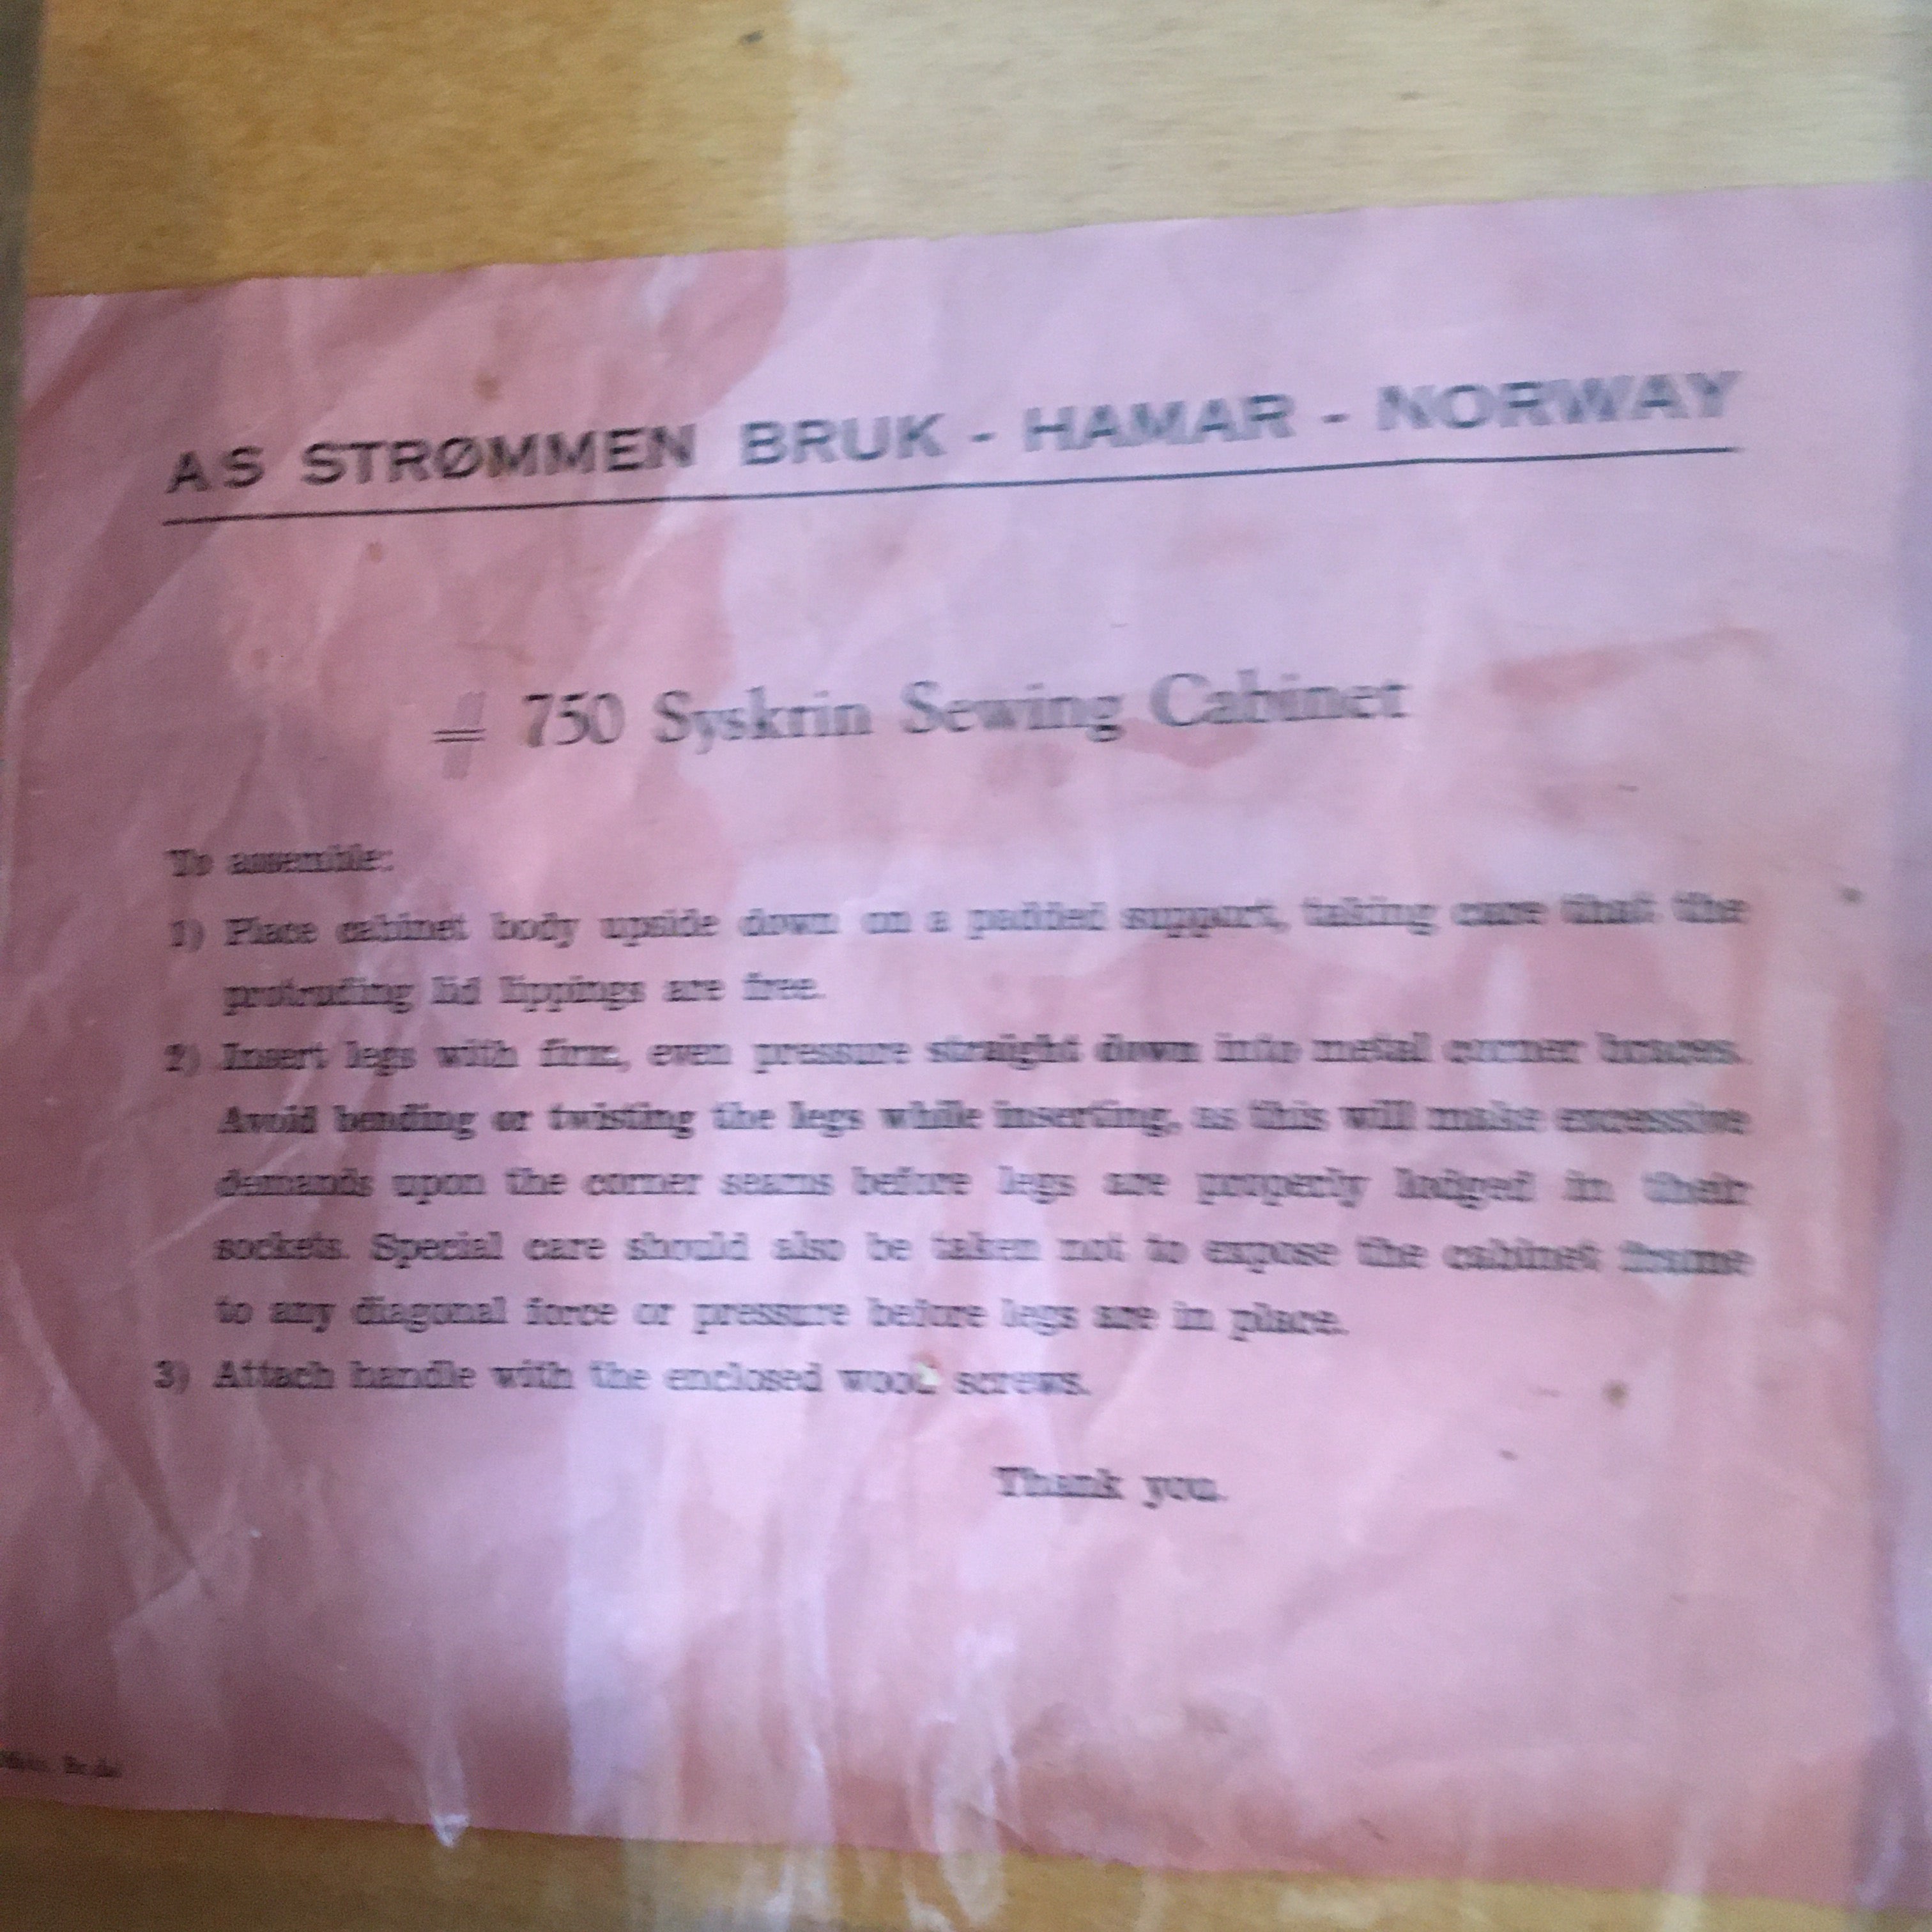 A/S STRØMMEN BRUK - HAMAR - NORWAY
# 750 Syskrin Sewing Cabinet
To assemble:
1) Place cabinet body upside down on a padded support, taking care that the
protruding lid lippings are free.
2) Insert legs with firm, even pressure straight down into metal corner braces.
Avoid bending or twisting the legs while inserting, as this will make excessive
demands upon the corner seams before legs are properly lodged in their
sockets. Special care should also be taken not to expose the cabinet frame
to any diagonal force or pressure before legs are in place.
3) Attach handle with the enclosed wood screws.
Thank you.